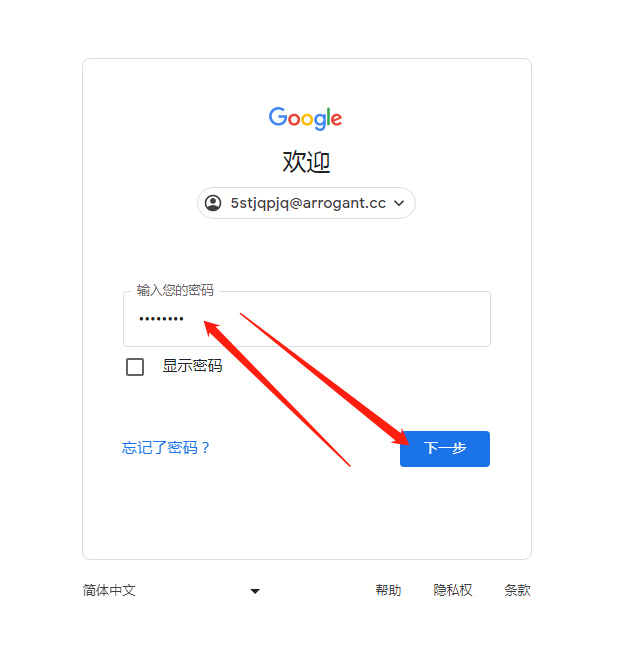 Google
欢迎
5stjqpjq@arrogant.cc
输入您的密码
••••••••
显示密码
忘记了密码？
下一步
简体中文
帮助
隐私权
条款